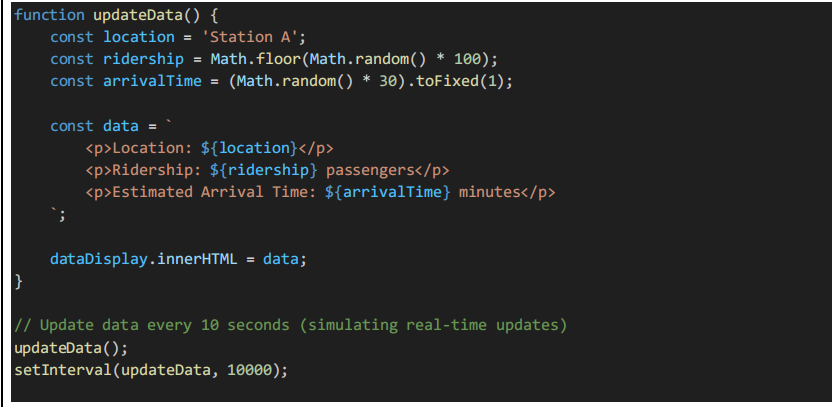 function updateData() {
    const location = 'Station A';
    const ridership = Math.floor(Math.random() * 100);
    const arrivalTime = (Math.random() * 30).toFixed(1);

    const data = `
        <p>Location: ${location}</p>
        <p>Ridership: ${ridership} passengers</p>
        <p>Estimated Arrival Time: ${arrivalTime} minutes</p>
    `;

    dataDisplay.innerHTML = data;
}

// Update data every 10 seconds (simulating real-time updates)
updateData();
setInterval(updateData, 10000);